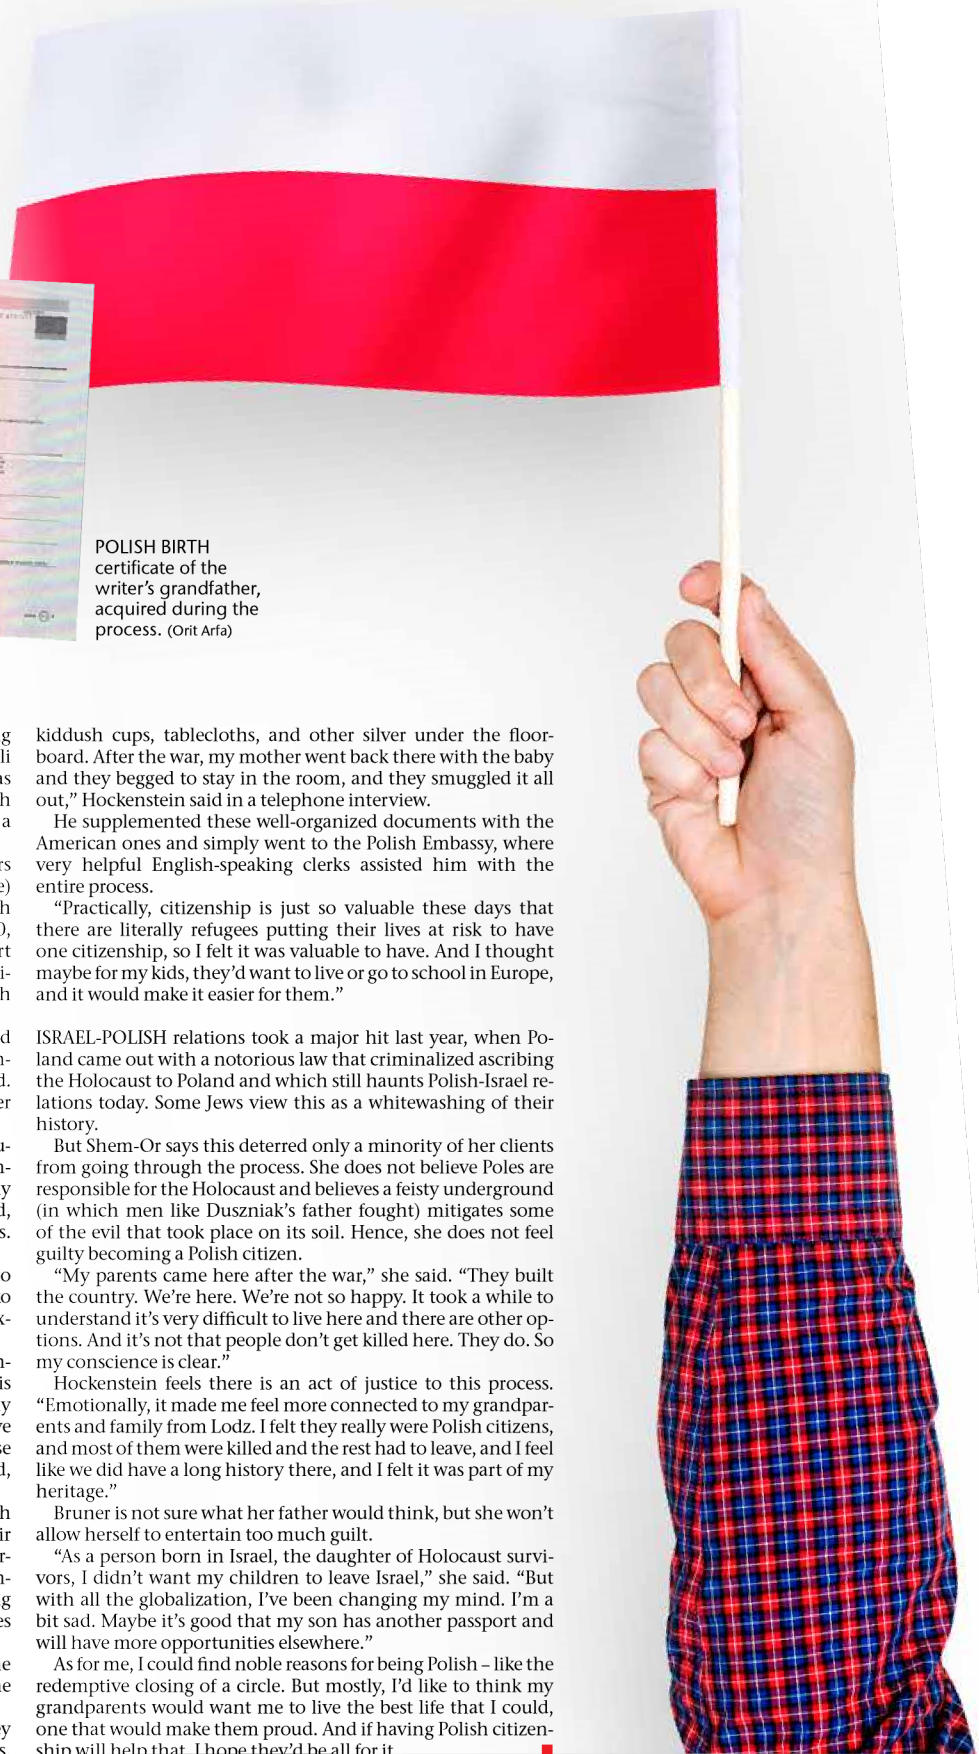 POLISH BIRTH
certificate of the
writer's grandfather,
acquired during the
process. (Orit Arfa)
kiddush cups, tablecloths, and other silver under the floor-
board. After the war, my mother went back there with the baby
and they begged to stay in the room, and they smuggled it all
out,” Hockenstein said in a telephone interview.
He supplemented these well-organized documents with the
American ones and simply went to the Polish Embassy, where
very helpful English-speaking clerks assisted him with the
entire process.
“Practically, citizenship is just so valuable these days that
there are literally refugees putting their lives at risk to have
one citizenship, so I felt it was valuable to have. And I thought
maybe for my kids, they’d want to live or go to school in Europe,
and it would make it easier for them.”
ISRAEL-POLISH relations took a major hit last year, when Po-
land came out with a notorious law that criminalized ascribing
the Holocaust to Poland and which still haunts Polish-Israel re-
lations today. Some Jews view this as a whitewashing of their
history.
But Shem-Or says this deterred only a minority of her clients
from going through the process. She does not believe Poles are
responsible for the Holocaust and believes a feisty underground
(in which men like Duszniak’s father fought) mitigates some
of the evil that took place on its soil. Hence, she does not feel
guilty becoming a Polish citizen.
“My parents came here after the war,” she said. “They built
the country. We’re here. We’re not so happy. It took a while to
understand it’s very difficult to live here and there are other op-
tions. And it’s not that people don’t get killed here. They do. So
my conscience is clear.”
Hockenstein feels there is an act of justice to this process.
“Emotionally, it made me feel more connected to my grandpar-
ents and family from Lodz. I felt they really were Polish citizens,
and most of them were killed and the rest had to leave, and I feel
like we did have a long history there, and I felt it was part of my
heritage.”
Bruner is not sure what her father would think, but she won’t
allow herself to entertain too much guilt.
“As a person born in Israel, the daughter of Holocaust survi-
vors, I didn’t want my children to leave Israel,” she said. “But
with all the globalization, I’ve been changing my mind. I’m a
bit sad. Maybe it’s good that my son has another passport and
will have more opportunities elsewhere.”
As for me, I could find noble reasons for being Polish – like the
redemptive closing of a circle. But mostly, I’d like to think my
grandparents would want me to live the best life that I could,
one that would make them proud. And if having Polish citizen-
ship will help that, I hope they’d be all for it.